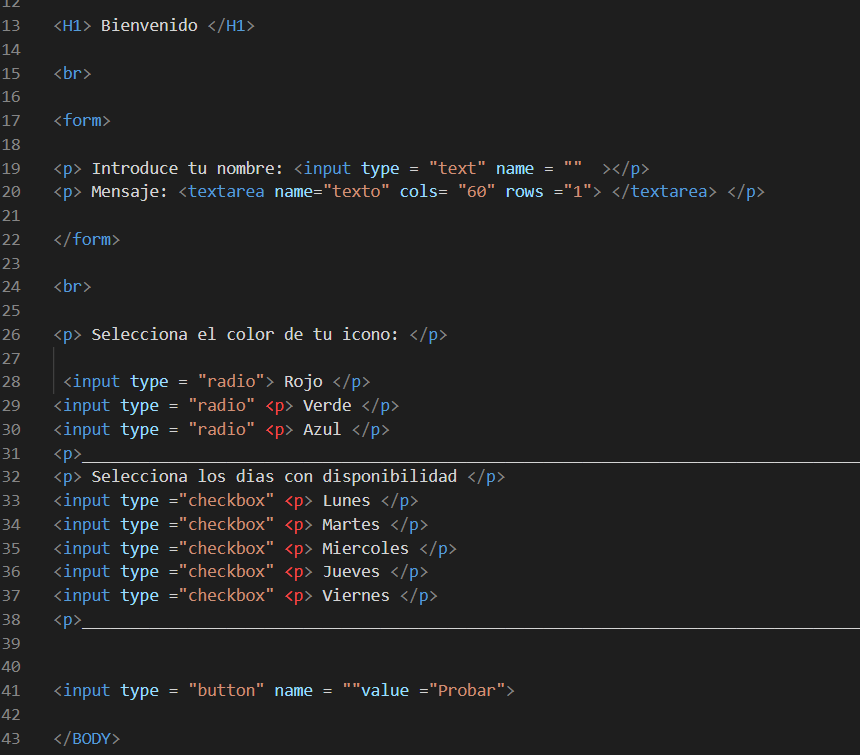 12
13 <H1> Bienvenido </H1>
14
15 <br>
16
17 <form>
18
19 <p> Introduce tu nombre: <input type = "text" name = ""  ></p>
20 <p> Mensaje: <textarea name="texto" cols= "60" rows ="1"> </textarea> </p>
21
22 </form>
23
24 <br>
25
26 <p> Selecciona el color de tu icono: </p>
27
28  <input type = "radio"> Rojo </p>
29 <input type = "radio" <p> Verde </p>
30 <input type = "radio" <p> Azul </p>
31 <p>________________________________________________________________________________
32 <p> Selecciona los dias con disponibilidad </p>
33 <input type ="checkbox" <p> Lunes </p>
34 <input type ="checkbox" <p> Martes </p>
35 <input type ="checkbox" <p> Miercoles </p>
36 <input type ="checkbox" <p> Jueves </p>
37 <input type ="checkbox" <p> Viernes </p>
38 <p>________________________________________________________________________________
39
40
41 <input type = "button" name = ""value ="Probar">
42
43 </BODY>